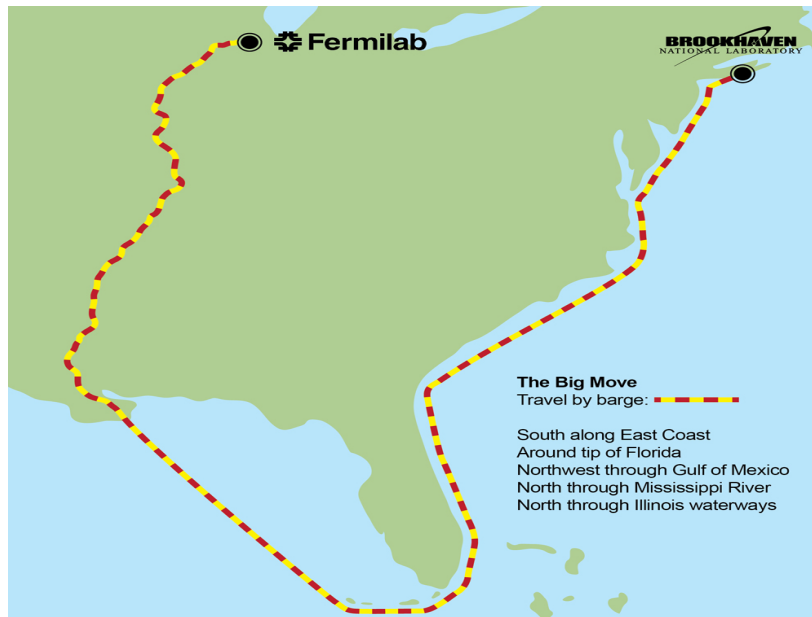 Fermilab
BROOKHAVEN
NATIONAL LABORATORY
The Big Move
Travel by barge:
South along East Coast
Around tip of Florida
Northwest through Gulf of Mexico
North through Mississippi River
North through Illinois waterways